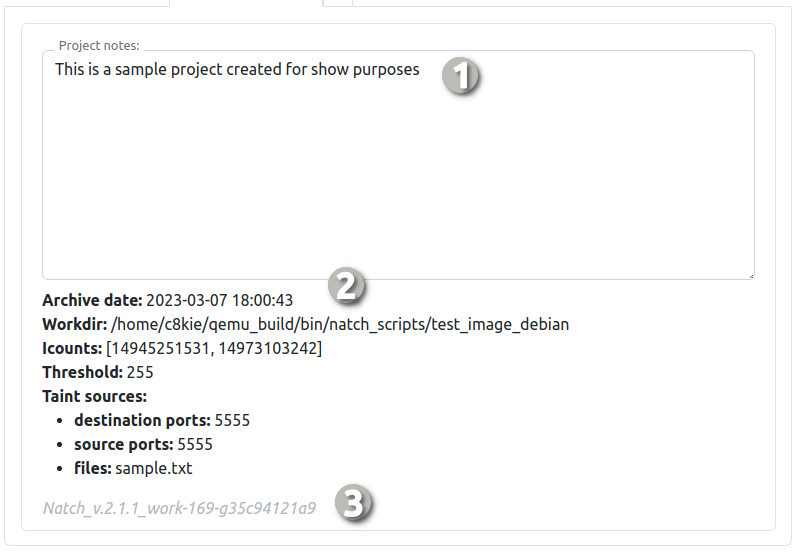 Project notes:
This is a sample project created for show purposes
1
2
Archive date: 2023-03-07 18:00:43
Workdir: /home/c8kie/qemu_build/bin/natch_scripts/test_image_debian
Icounts: [14945251531, 14973103242]
Threshold: 255
Taint sources:
• destination ports: 5555
• source ports: 5555
• files: sample.txt
Natch_v.2.1.1_work-169-g35c94121a9
3